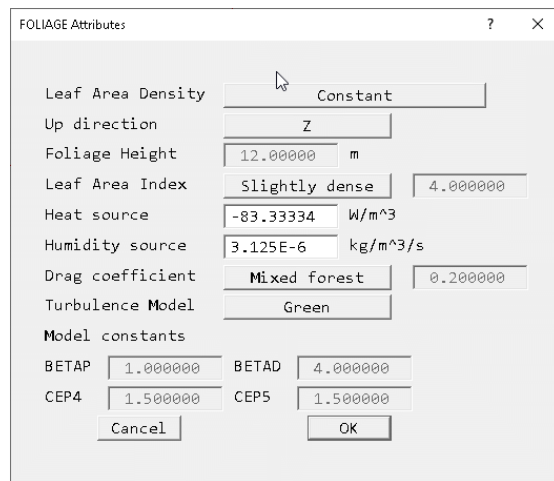 FOLIAGE Attributes ? X
Leaf Area Density Constant
Up direction Z
Foliage Height 12.00000 m
Leaf Area Index Slightly dense 4.000000
Heat source -83.33334 W/m^3
Humidity source 3.125E-6 kg/m^3/s
Drag coefficient Mixed forest 0.200000
Turbulence Model Green
Model constants
BETAP 1.000000 BETAD 4.000000
CEP4 1.500000 CEP5 1.500000
Cancel OK